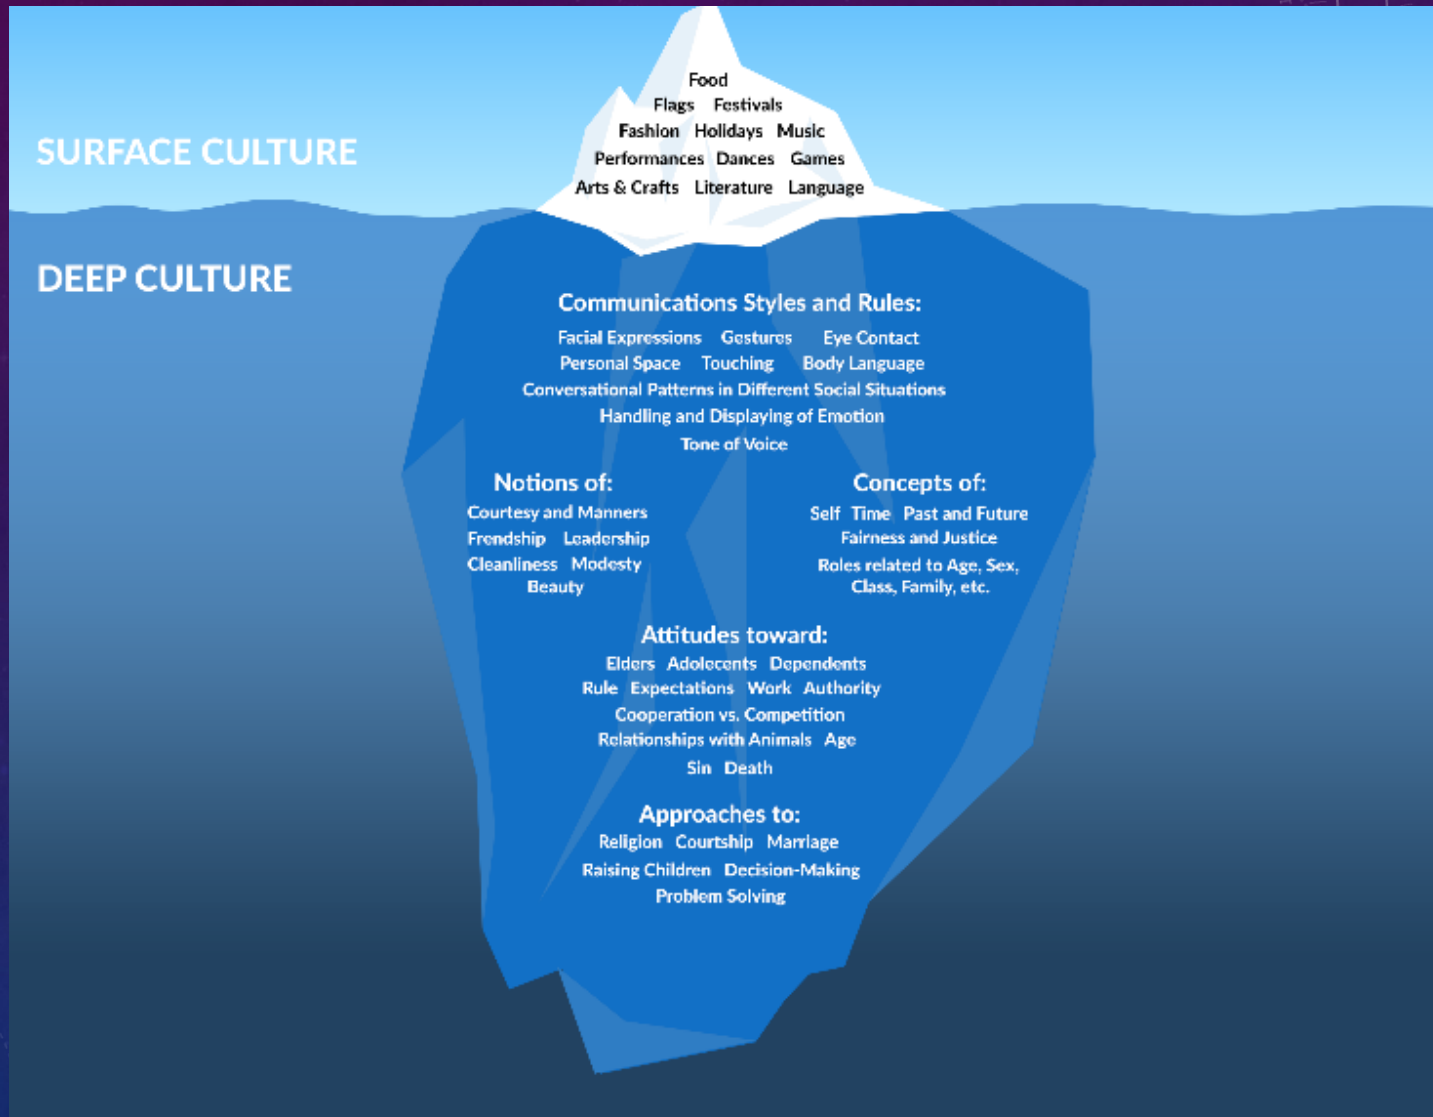 Food
Flags Festivals
Fashion Holidays Music
SURFACE CULTURE
Performances Dances Games
Arts & Crafts Literature Language
DEEP CULTURE
Communications Styles and Rules:
Facial Expressions Gestures Eye Contact
Personal Space Touching Body Language
Conversational Patterns in Different Social Situations
Handling and Displaying of Emotion
Tone of Voice
Notions of:
Courtesy and Manners
Frendship Leadership
Cleanliness Modesty
Beauty
Concepts of:
Self Time Past and Future
Fairness and Justice
Roles related to Age, Sex,
Class, Family, etc.
Attitudes toward:
Elders Adolecents Dependents
Rule Expectations Work Authority
Cooperation vs. Competition
Relationships with Animals Age
Sin Death
Approaches to:
Religion Courtship Marriage
Raising Children Decision-Making
Problem Solving